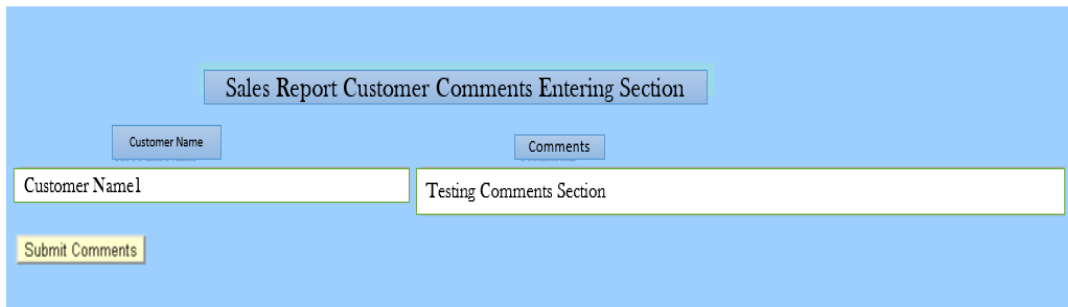 Sales Report Customer Comments Entering Section
Customer Name
Comments
Customer Name1
Testing Comments Section
Submit Comments